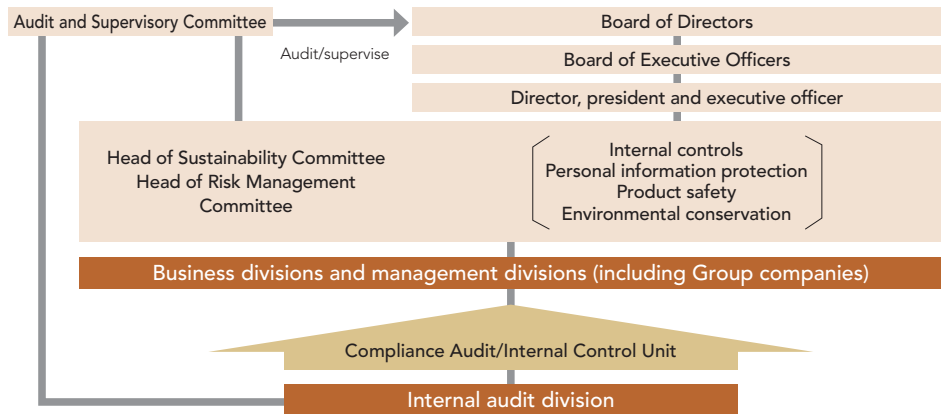 Audit and Supervisory Committee
Audit/supervise
Board of Directors
Board of Executive Officers
Director, president and executive officer
Head of Sustainability Committee
Head of Risk Management
Committee
Internal controls
Personal information protection
Product safety
Environmental conservation
Business divisions and management divisions (including Group companies)
Compliance Audit/Internal Control Unit
Internal audit division